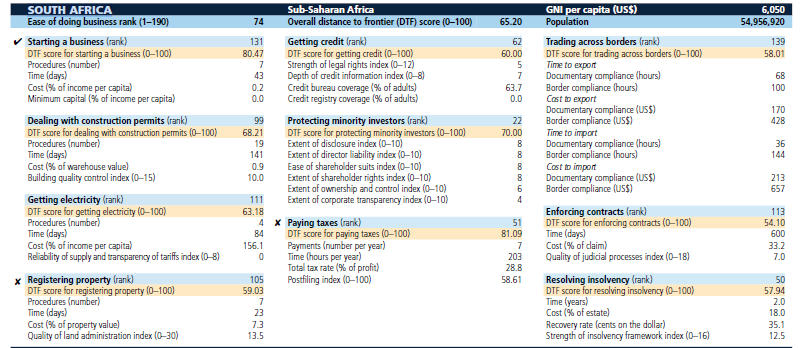 SOUTH AFRICA Sub-Saharan Africa GNI per capita (US$) 6,050
Ease of doing business rank (1–190) 74 Overall distance to frontier (DTF) score (0–100) 65.20 Population 54,956,920
✔ Starting a business (rank) 131
DTF score for starting a business (0–100) 80.47
Procedures (number) 7
Time (days) 43
Cost (% of income per capita) 0.2
Minimum capital (% of income per capita) 0.0
Dealing with construction permits (rank) 99
DTF score for dealing with construction permits (0–100) 68.21
Procedures (number) 19
Time (days) 141
Cost (% of warehouse value) 0.9
Building quality control index (0–15) 10.0
Getting electricity (rank) 111
DTF score for getting electricity (0–100) 63.18
Procedures (number) 4
Time (days) 84
Cost (% of income per capita) 156.1
Reliability of supply and transparency of tariffs index (0–8) 0
✘ Registering property (rank) 105
DTF score for registering property (0–100) 59.03
Procedures (number) 7
Time (days) 23
Cost (% of property value) 7.3
Quality of land administration index (0–30) 13.5
Getting credit (rank) 62
DTF score for getting credit (0–100) 60.00
Strength of legal rights index (0–12) 5
Depth of credit information index (0–8) 7
Credit bureau coverage (% of adults) 63.7
Credit registry coverage (% of adults) 0.0
Protecting minority investors (rank) 22
DTF score for protecting minority investors (0–100) 70.00
Extent of disclosure index (0–10) 8
Extent of director liability index (0–10) 8
Ease of shareholder suits index (0–10) 8
Extent of shareholder rights index (0–10) 8
Extent of ownership and control index (0–10) 6
Extent of corporate transparency index (0–10) 4
✘ Paying taxes (rank) 51
DTF score for paying taxes (0–100) 81.09
Payments (number per year) 7
Time (hours per year) 203
Total tax rate (% of profit) 28.8
Postfiling index (0–100) 58.61
Trading across borders (rank) 139
DTF score for trading across borders (0–100) 58.01
Time to export
Documentary compliance (hours) 68
Border compliance (hours) 100
Cost to export
Documentary compliance (US$) 170
Border compliance (US$) 428
Time to import
Documentary compliance (hours) 36
Border compliance (hours) 144
Cost to import
Documentary compliance (US$) 213
Border compliance (US$) 657
Enforcing contracts (rank) 113
DTF score for enforcing contracts (0–100) 54.10
Time (days) 600
Cost (% of claim) 33.2
Quality of judicial processes index (0–18) 7.0
Resolving insolvency (rank) 50
DTF score for resolving insolvency (0–100) 57.94
Time (years) 2.0
Cost (% of estate) 18.0
Recovery rate (cents on the dollar) 35.1
Strength of insolvency framework index (0–16) 12.5